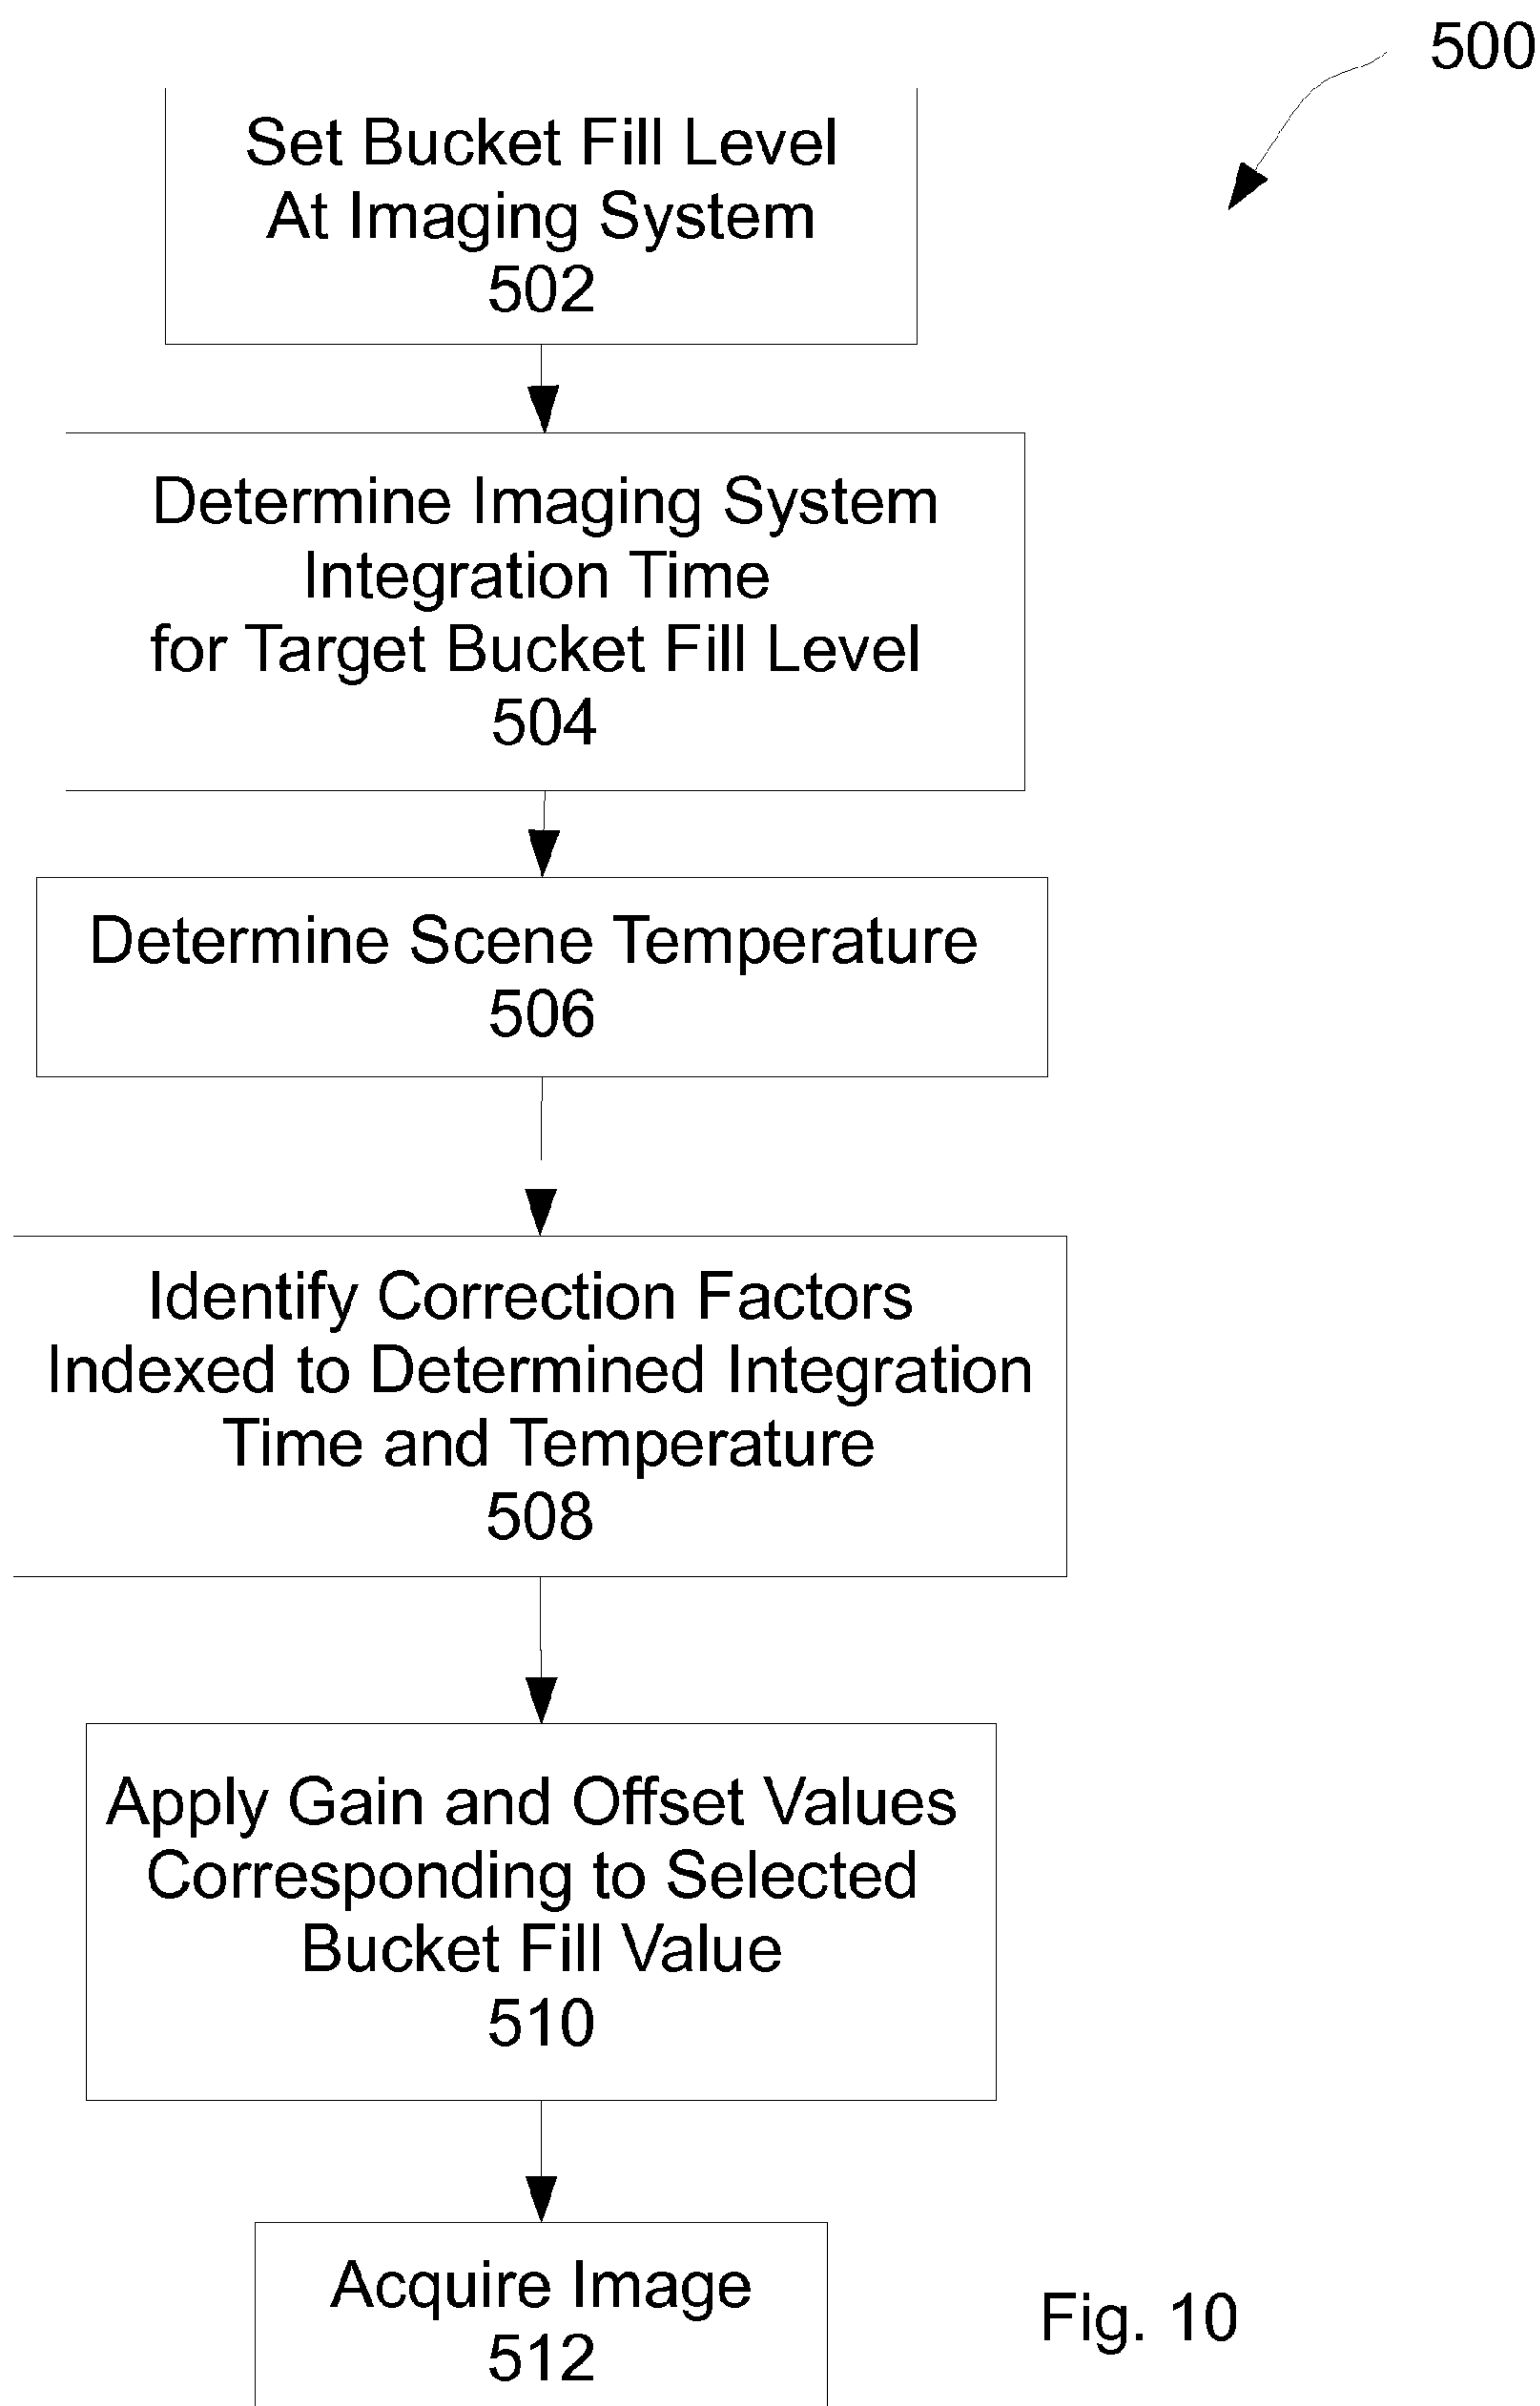 500
Set Bucket Fill Level
At Imaging System
502
Determine Imaging System
Integration Time
for Target Bucket Fill Level
504
Determine Scene Temperature
506
Identify Correction Factors
Indexed to Determined Integration
Time and Temperature
508
Apply Gain and Offset Values
Corresponding to Selected
Bucket Fill Value
510
Acquire Image
512
Fig. 10